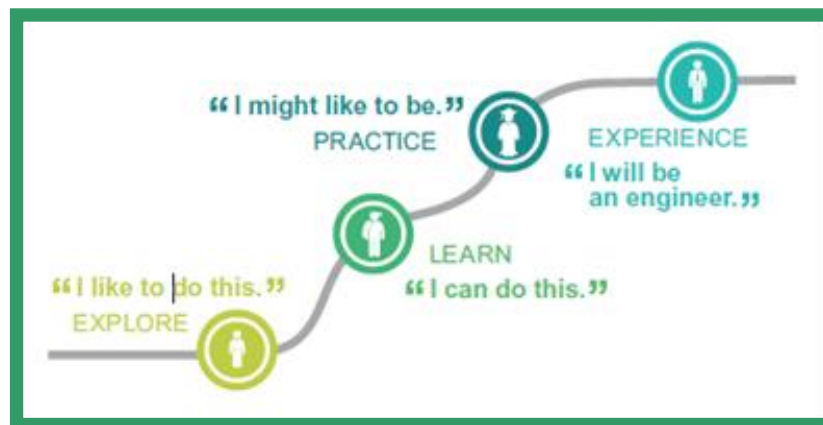 “I might like to be.”
PRACTICE
EXPERIENCE
“I will be
an engineer.”
LEARN
“I can do this.”
“I like to do this.”
EXPLORE